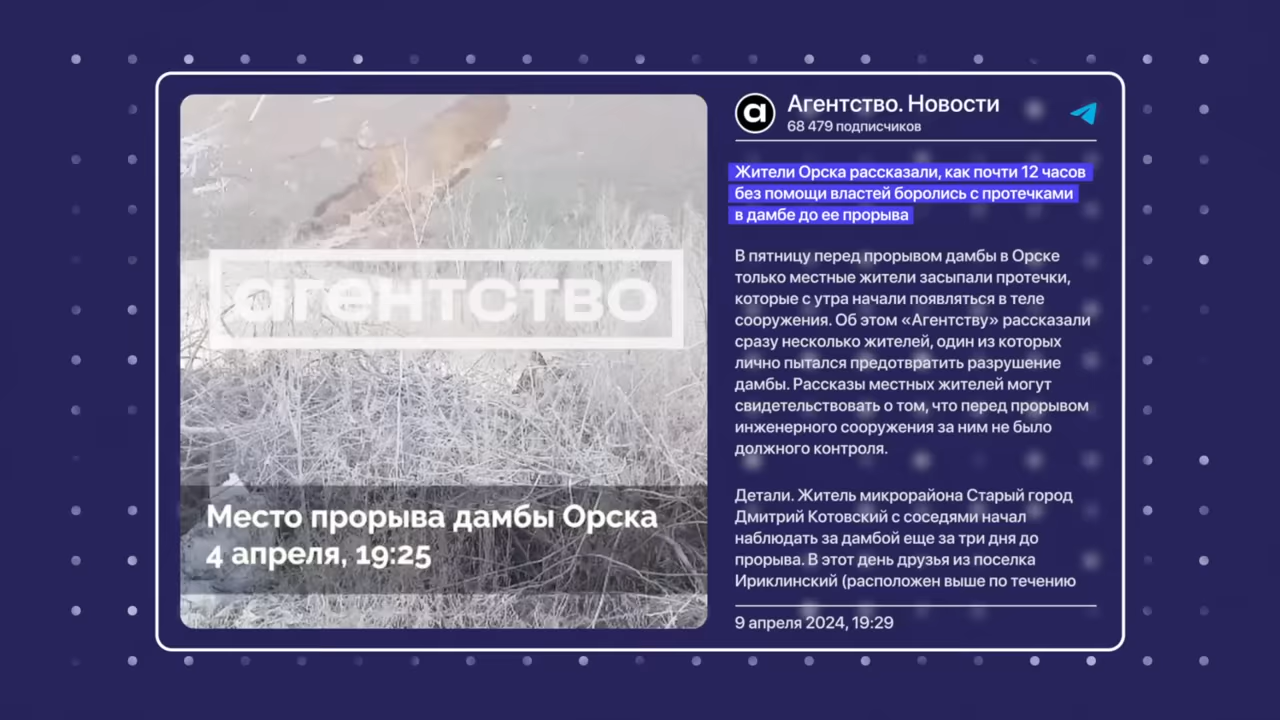 агентство
Место прорыва дамбы Орска
4 апреля, 19:25
а
Агентство. Новости
68 479 подписчиков
Жители Орска рассказали, как почти 12 часов
без помощи властей боролись с протечками
в дамбе до ее прорыва
В пятницу перед прорывом дамбы в Орске
только местные жители засыпали протечки,
которые с утра начали появляться в теле
сооружения. Об этом «Агентству» рассказали
сразу несколько жителей, один из которых
лично пытался предотвратить разрушение
дамбы. Рассказы местных жителей могут
свидетельствовать о том, что перед прорывом
инженерного сооружения за ним не было
должного контроля.
Детали. Житель микрорайона Старый город
Дмитрий Котовский с соседями начал
наблюдать за дамбой еще за три дня до
прорыва. В этот день друзья из поселка
Ириклинский (расположен выше по течению
9 апреля 2024, 19:29